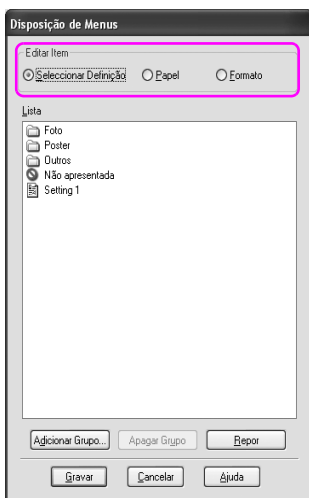 Disposição de Menus
Editar Item
Seleccionar Definição Papel Formato
Lista
Foto
Poster
Outros
Não apresentada
Setting 1
Adicionar Grupo... Apagar Grupo Repor
Gravar Cancelar Ajuda